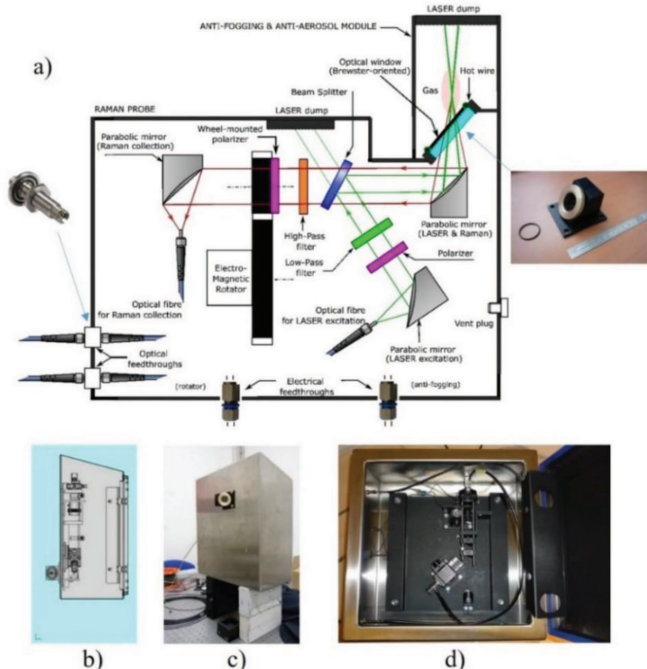 LASER dump
ANTI-FOGGING & ANTI-AEROSOL MODULE
a)
Optical window
(Brewster-oriented)
Hot wire
Beam Splitter
Gas
RAMAN PROBE
LASER dump
Wheel-mounted
polarizer
Parabolic mirror
(Raman collection)
High-Pass
filter
Parabolic mirror
(LASER & Raman)
Low-Pass
filter
Polarizer
Electro-
Magnetic
Rotator
Optical fibre
for Raman collection
Optical fibre
for LASER excitation
Vent plug
Parabolic mirror
(LASER excitation)
Optical
feedthroughs
(rotator)
Electrical
feedthroughs
(anti-fogging)
b)
c)
d)